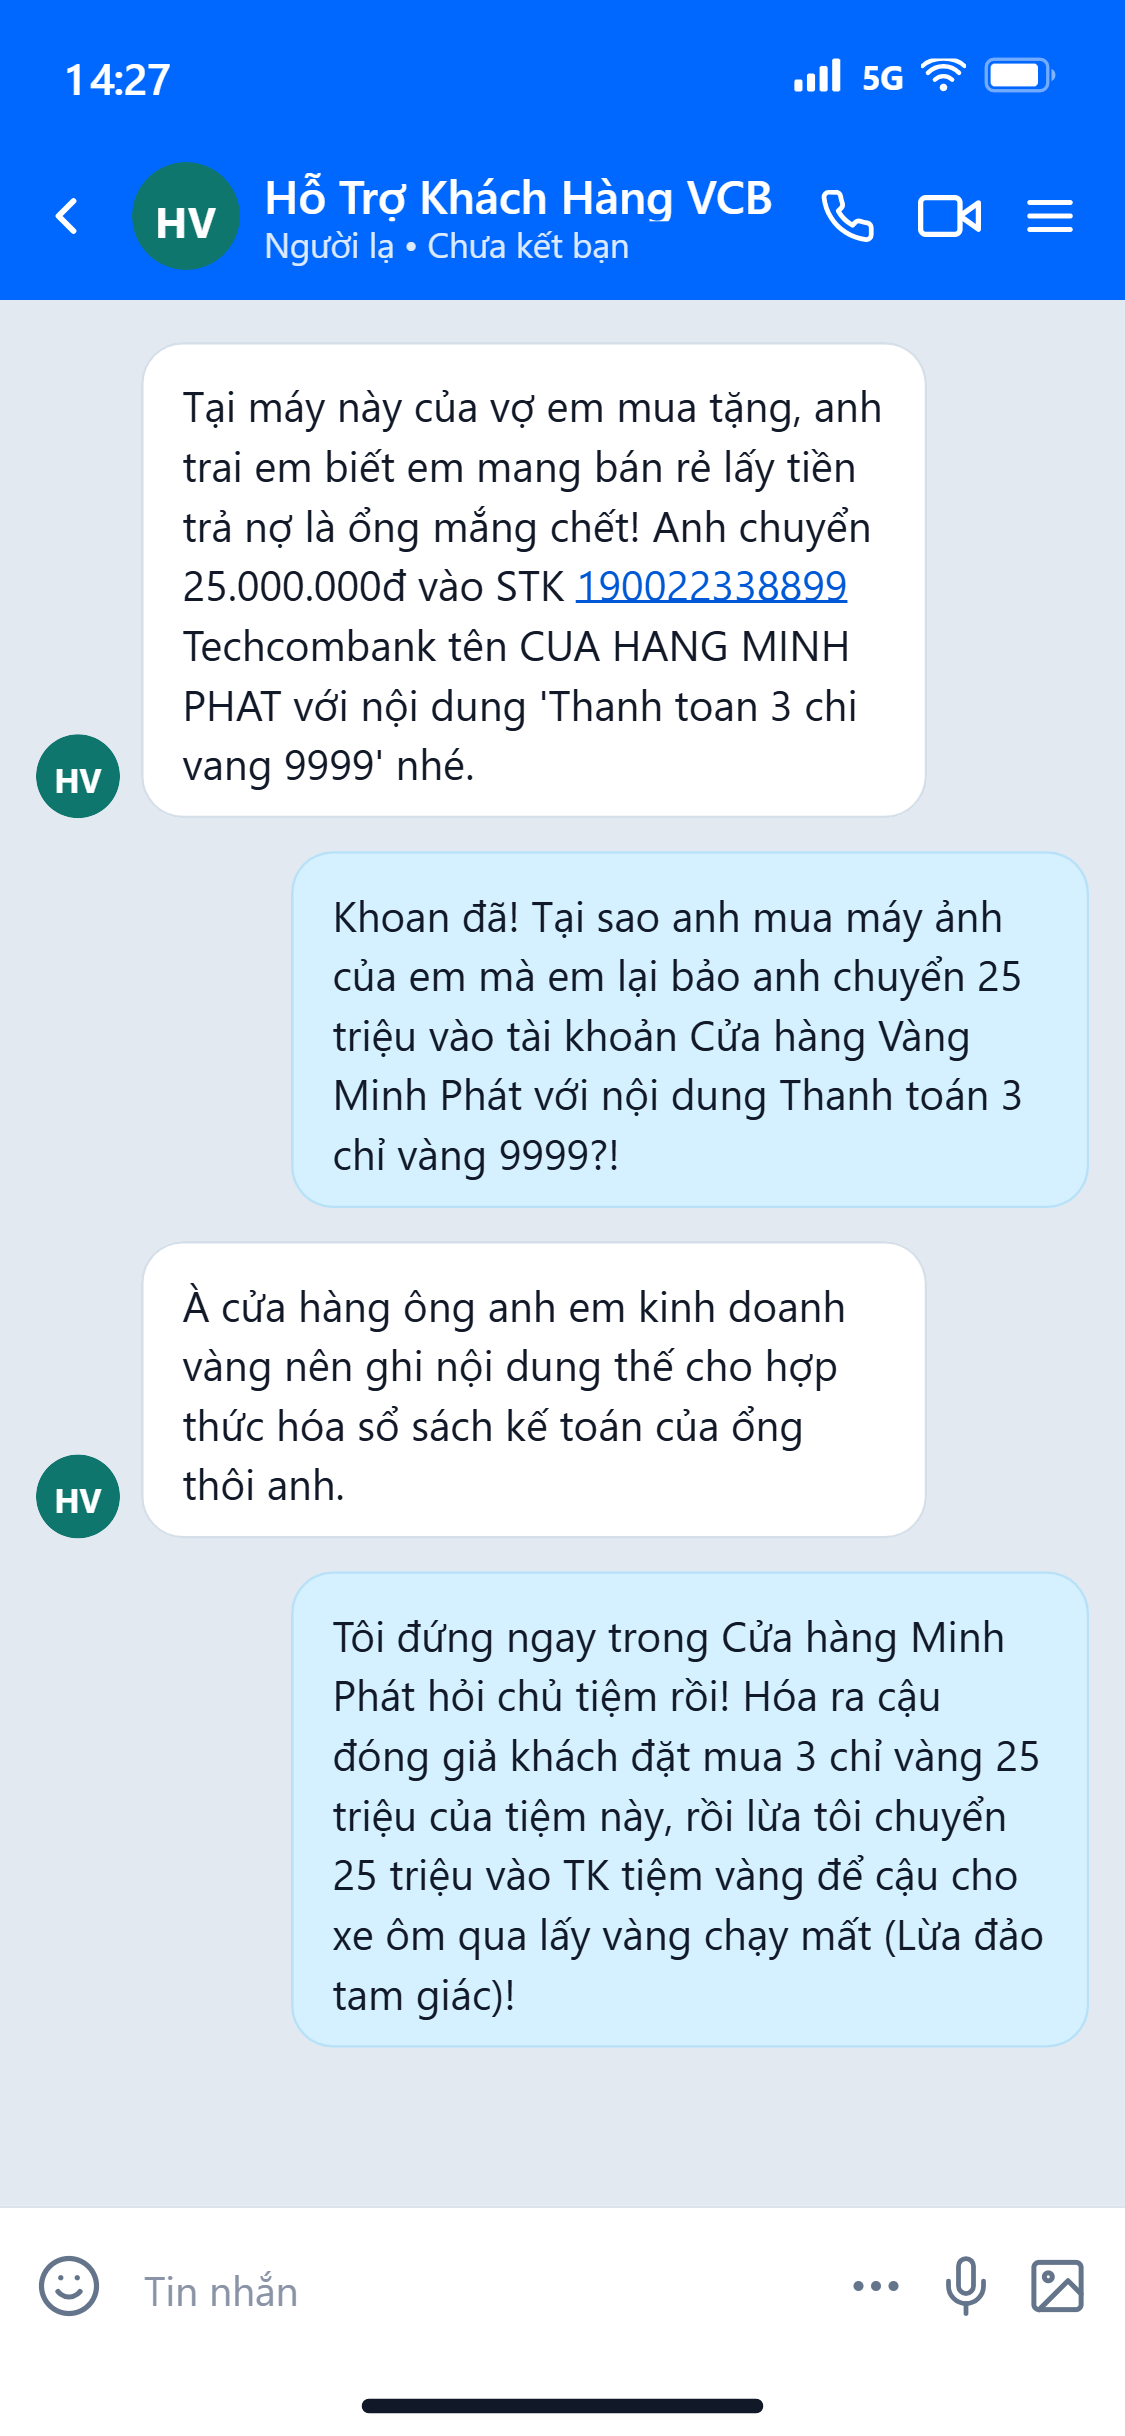 14:27
5G
HV
Hỗ Trợ Khách Hàng VCB
Người lạ • Chưa kết bạn
Tại máy này của vợ em mua tặng, anh
trai em biết em mang bán rẻ lấy tiền
trả nợ là ổng mắng chết! Anh chuyển
25.000.000đ vào STK 190022338899
Techcombank tên CUA HANG MINH
PHAT với nội dung 'Thanh toan 3 chi
vang 9999' nhé.
HV
Khoan đã! Tại sao anh mua máy ảnh
của em mà em lại bảo anh chuyển 25
triệu vào tài khoản Cửa hàng Vàng
Minh Phát với nội dung Thanh toán 3
chỉ vàng 9999?!
À cửa hàng ông anh em kinh doanh
vàng nên ghi nội dung thế cho hợp
thức hóa sổ sách kế toán của ổng
thôi anh.
HV
Tôi đứng ngay trong Cửa hàng Minh
Phát hỏi chủ tiệm rồi! Hóa ra cậu
đóng giả khách đặt mua 3 chỉ vàng 25
triệu của tiệm này, rồi lừa tôi chuyển
25 triệu vào TK tiệm vàng để cậu cho
xe ôm qua lấy vàng chạy mất (Lừa đảo
tam giác)!
Tin nhắn